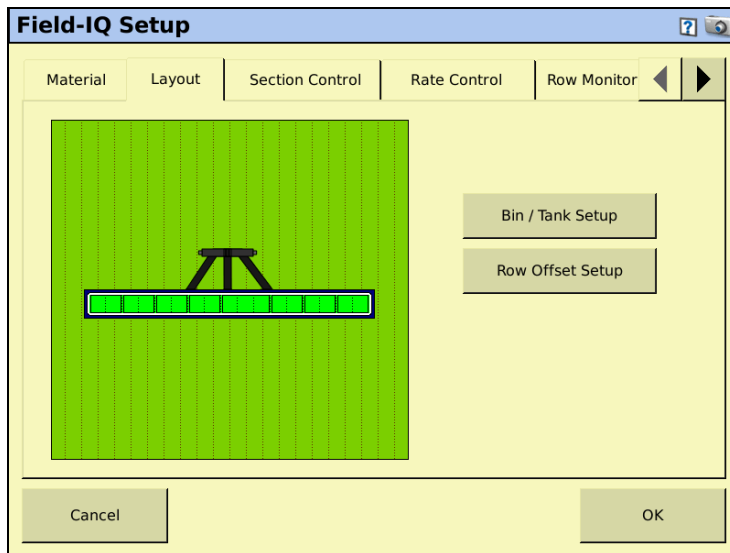 Field-IQ Setup
?
Material Layout Section Control Rate Control Row Monitor
Bin / Tank Setup
Row Offset Setup
Cancel OK